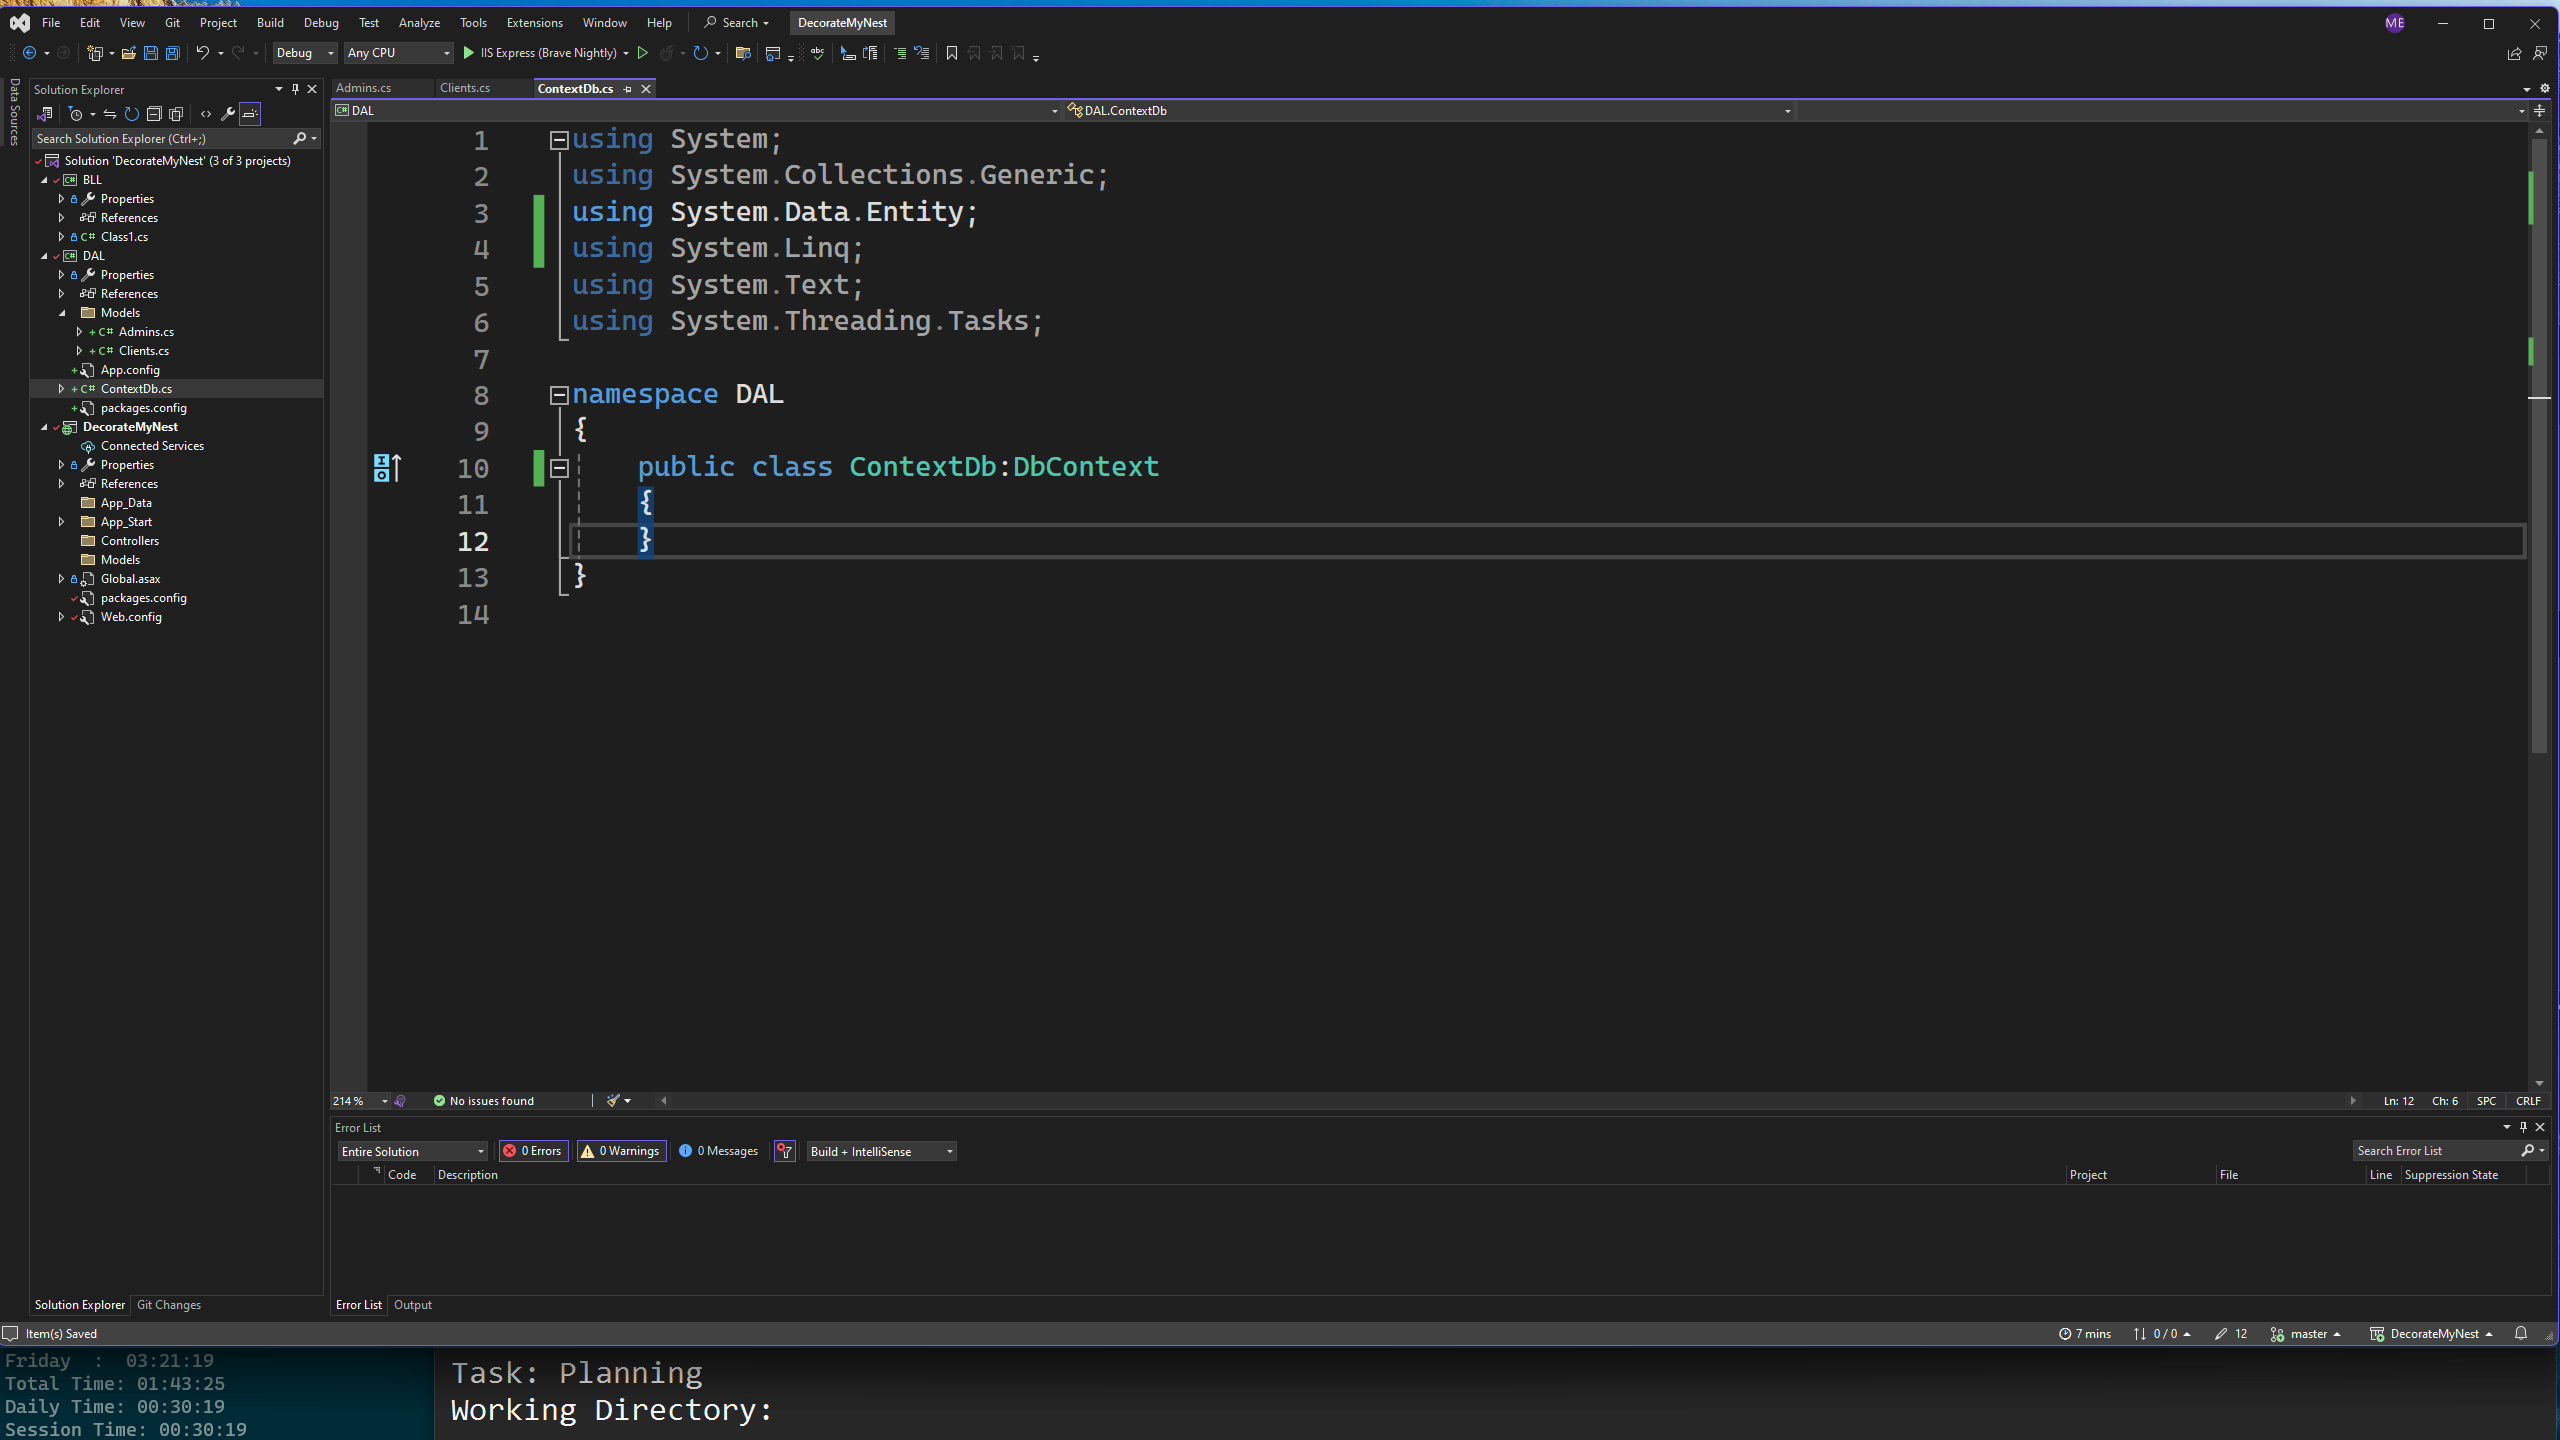 File Edit View Git Project Build Debug Test Analyze Tools Extensions Window Help Search DecorateMyNest ME
Debug Any CPU IIS Express (Brave Nightly)
Data Sources
Solution Explorer
Search Solution Explorer (Ctrl+;)
Solution 'DecorateMyNest' (3 of 3 projects)
BLL
Properties
References
C# Class1.cs
DAL
Properties
References
Models
C# Admins.cs
C# Clients.cs
App.config
C# ContextDb.cs
packages.config
DecorateMyNest
Connected Services
Properties
References
App_Data
App_Start
Controllers
Models
Global.asax
packages.config
Web.config
Solution Explorer Git Changes
Admins.cs Clients.cs ContextDb.cs
DAL DAL.ContextDb
1 using System;
2 using System.Collections.Generic;
3 using System.Data.Entity;
4 using System.Linq;
5 using System.Text;
6 using System.Threading.Tasks;
7
8 namespace DAL
9 {
10 public class ContextDb:DbContext
11 {
12 }
13 }
14
214 % No issues found Ln: 12 Ch: 6 SPC CRLF
Error List
Entire Solution 0 Errors 0 Warnings 0 Messages Build + IntelliSense Search Error List
Code Description Project File Line Suppression State
Error List Output
Item(s) Saved 7 mins 0 / 0 12 master DecorateMyNest
Friday : 03:21:19
Total Time: 01:43:25
Daily Time: 00:30:19
Session Time: 00:30:19
Task: Planning
Working Directory: